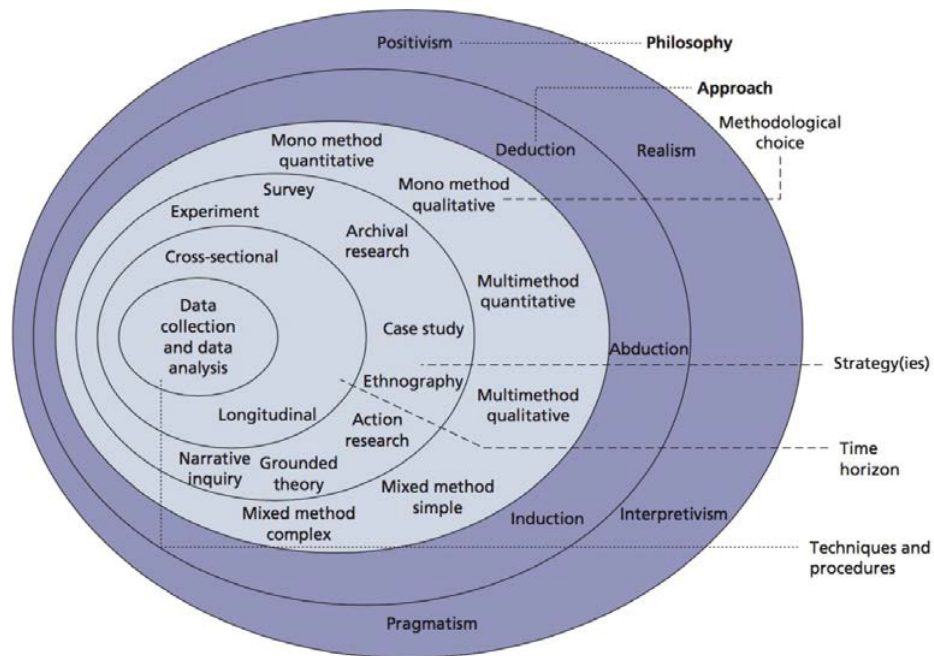 Positivism
Philosophy
Approach
Methodological
choice
Mono method
quantitative
Deduction
Realism
Mono method
qualitative
Survey
Experiment
Archival
research
Cross-sectional
Multimethod
quantitative
Data
collection
and data
analysis
Case study
Abduction
Strategy(ies)
Ethnography
Multimethod
qualitative
Longitudinal
Action
research
Time
horizon
Narrative
inquiry
Grounded
theory
Mixed method
simple
Mixed method
complex
Induction
Interpretivism
Techniques and
procedures
Pragmatism